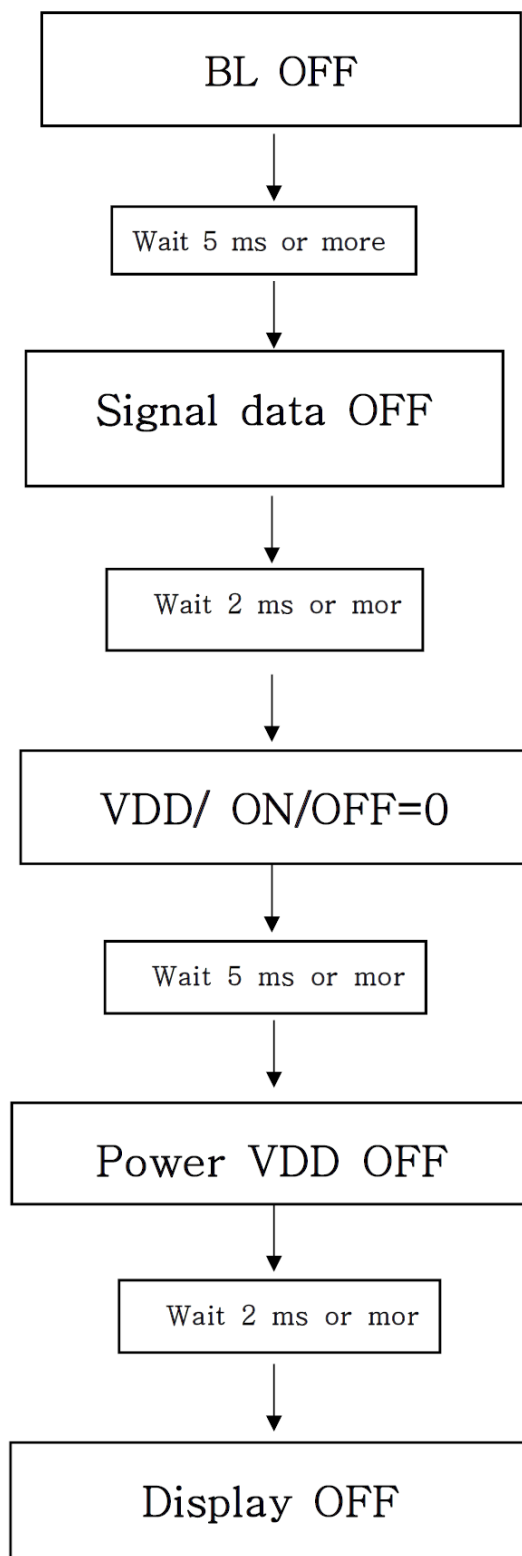 BL OFF
Wait 5 ms or more
Signal data OFF
Wait 2 ms or mor
VDD/ ON/OFF=0
Wait 5 ms or mor
Power VDD OFF
Wait 2 ms or mor
Display OFF